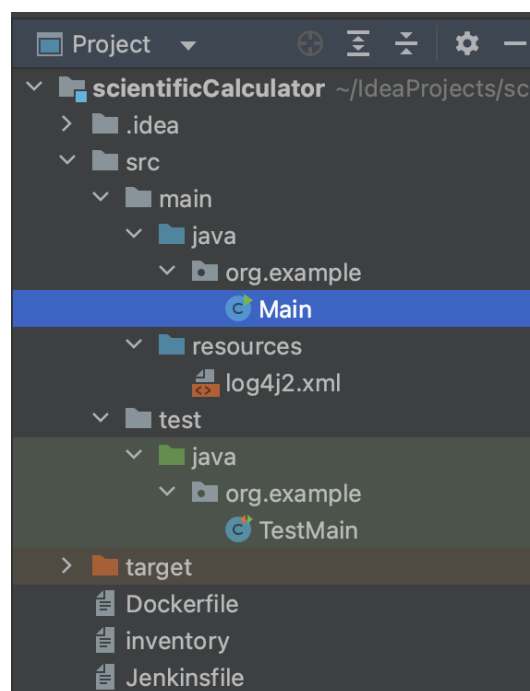 Project
scientificCalculator ~/IdeaProjects/sc
.idea
src
main
java
org.example
Main
resources
log4j2.xml
test
java
org.example
TestMain
target
Dockerfile
inventory
Jenkinsfile